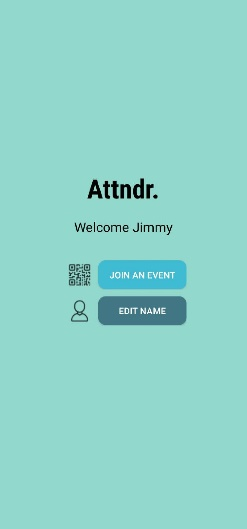 Attndr.
Welcome Jimmy
JOIN AN EVENT
EDIT NAME